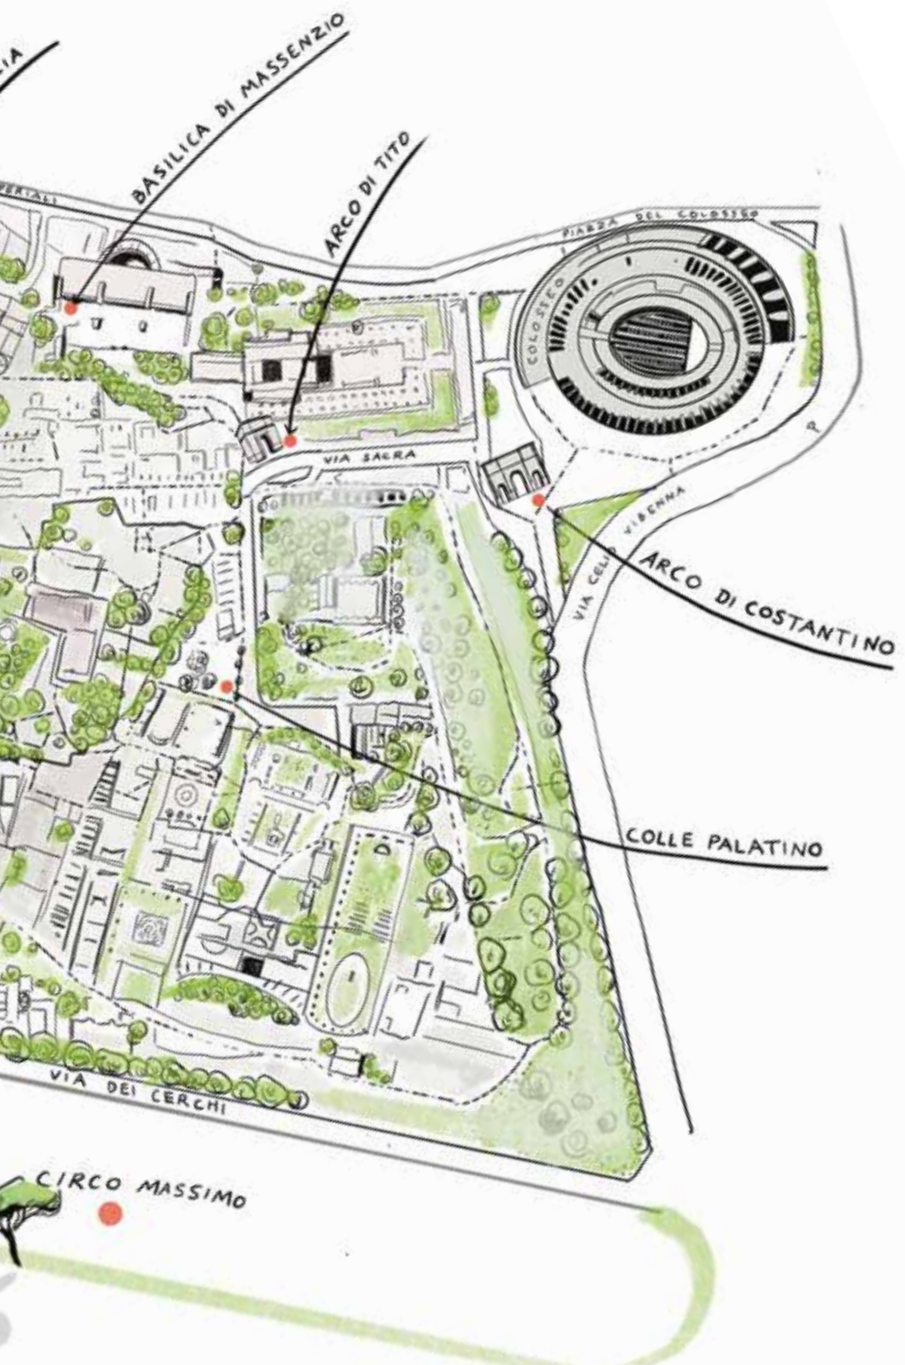 BASILICA DI MASSENZIO
ARCO DI TITO
PIAZZA DEL COLOSSEO
COLOSSEO
VIA SACRA
VIA CELIO VIBENNA
ARCO DI COSTANTINO
COLLE PALATINO
VIA DEI CERCHI
CIRCO MASSIMO